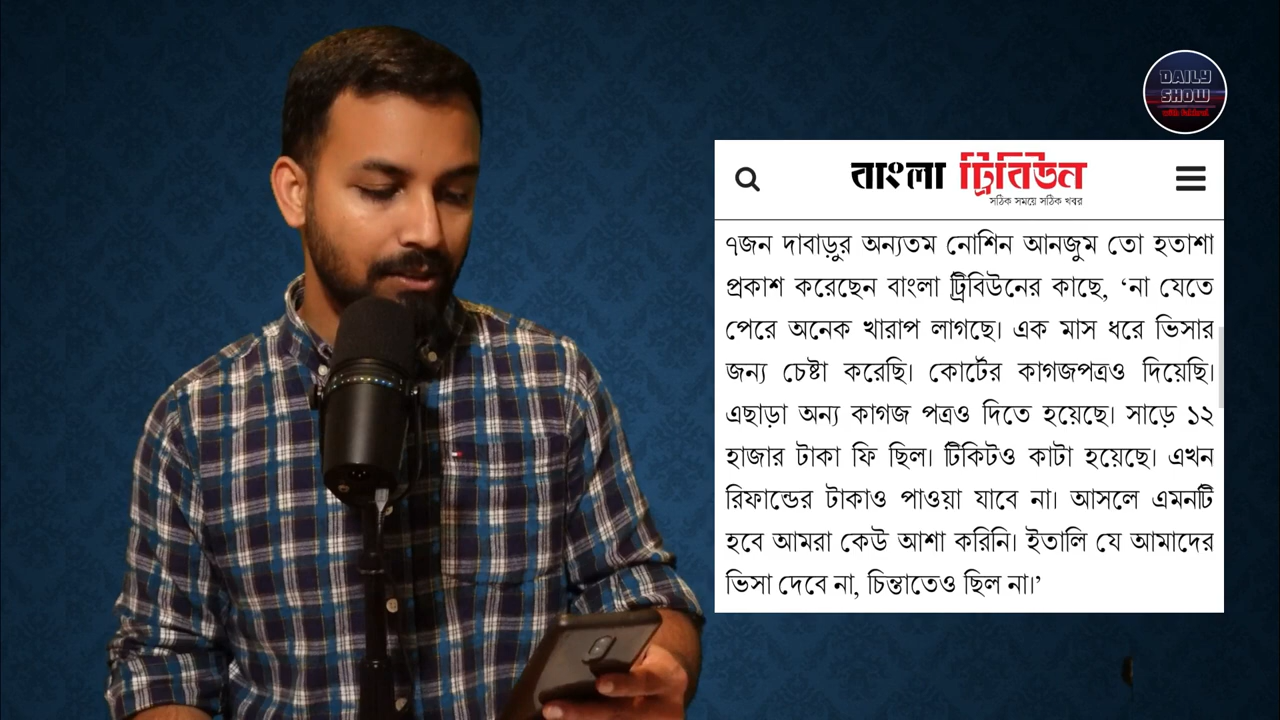 DAILY
SHOW
বাংলা ট্রিবিউন
সঠিক সময়ে সঠিক খবর
৭জন দাবাড়ুর অন্যতম নোশিন আনজুম তো হতাশা
প্রকাশ করেছেন বাংলা ট্রিবিউনের কাছে, ‘না যেতে
পেরে অনেক খারাপ লাগছে। এক মাস ধরে ভিসার
জন্য চেষ্টা করেছি। কোর্টের কাগজপত্রও দিয়েছি।
এছাড়া অন্য কাগজ পত্রও দিতে হয়েছে। সাড়ে ১২
হাজার টাকা ফি ছিল। টিকিটও কাটা হয়েছে। এখন
রিফান্ডের টাকাও পাওয়া যাবে না। আসলে এমনটি
হবে আমরা কেউ আশা করিনি। ইতালি যে আমাদের
ভিসা দেবে না, চিন্তাতেও ছিল না।’